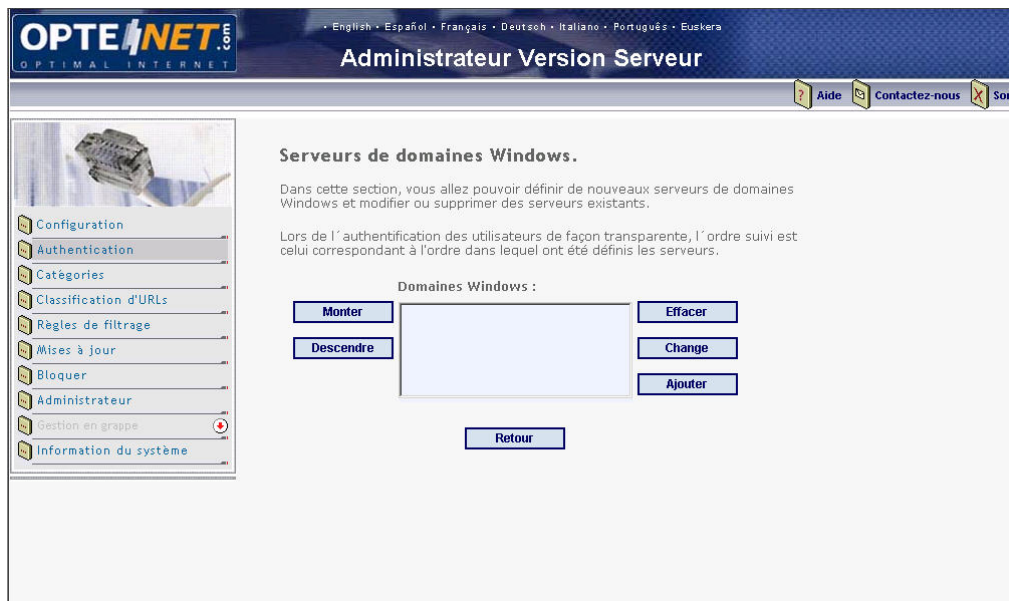 OPTENET.com
OPTIMAL INTERNET
· English · Español · Français · Deutsch · Italiano · Português · Euskera
Administrateur Version Serveur
Aide
Contactez-nous
Configuration
Authentication
Catégories
Classification d'URLs
Règles de filtrage
Mises à jour
Bloquer
Administrateur
Gestion en grappe
Information du système
Serveurs de domaines Windows.
Dans cette section, vous allez pouvoir définir de nouveaux serveurs de domaines
Windows et modifier ou supprimer des serveurs existants.
Lors de l´authentification des utilisateurs de façon transparente, l´ordre suivi est
celui correspondant à l'ordre dans lequel ont été définis les serveurs.
Domaines Windows :
Monter
Descendre
Effacer
Change
Ajouter
Retour